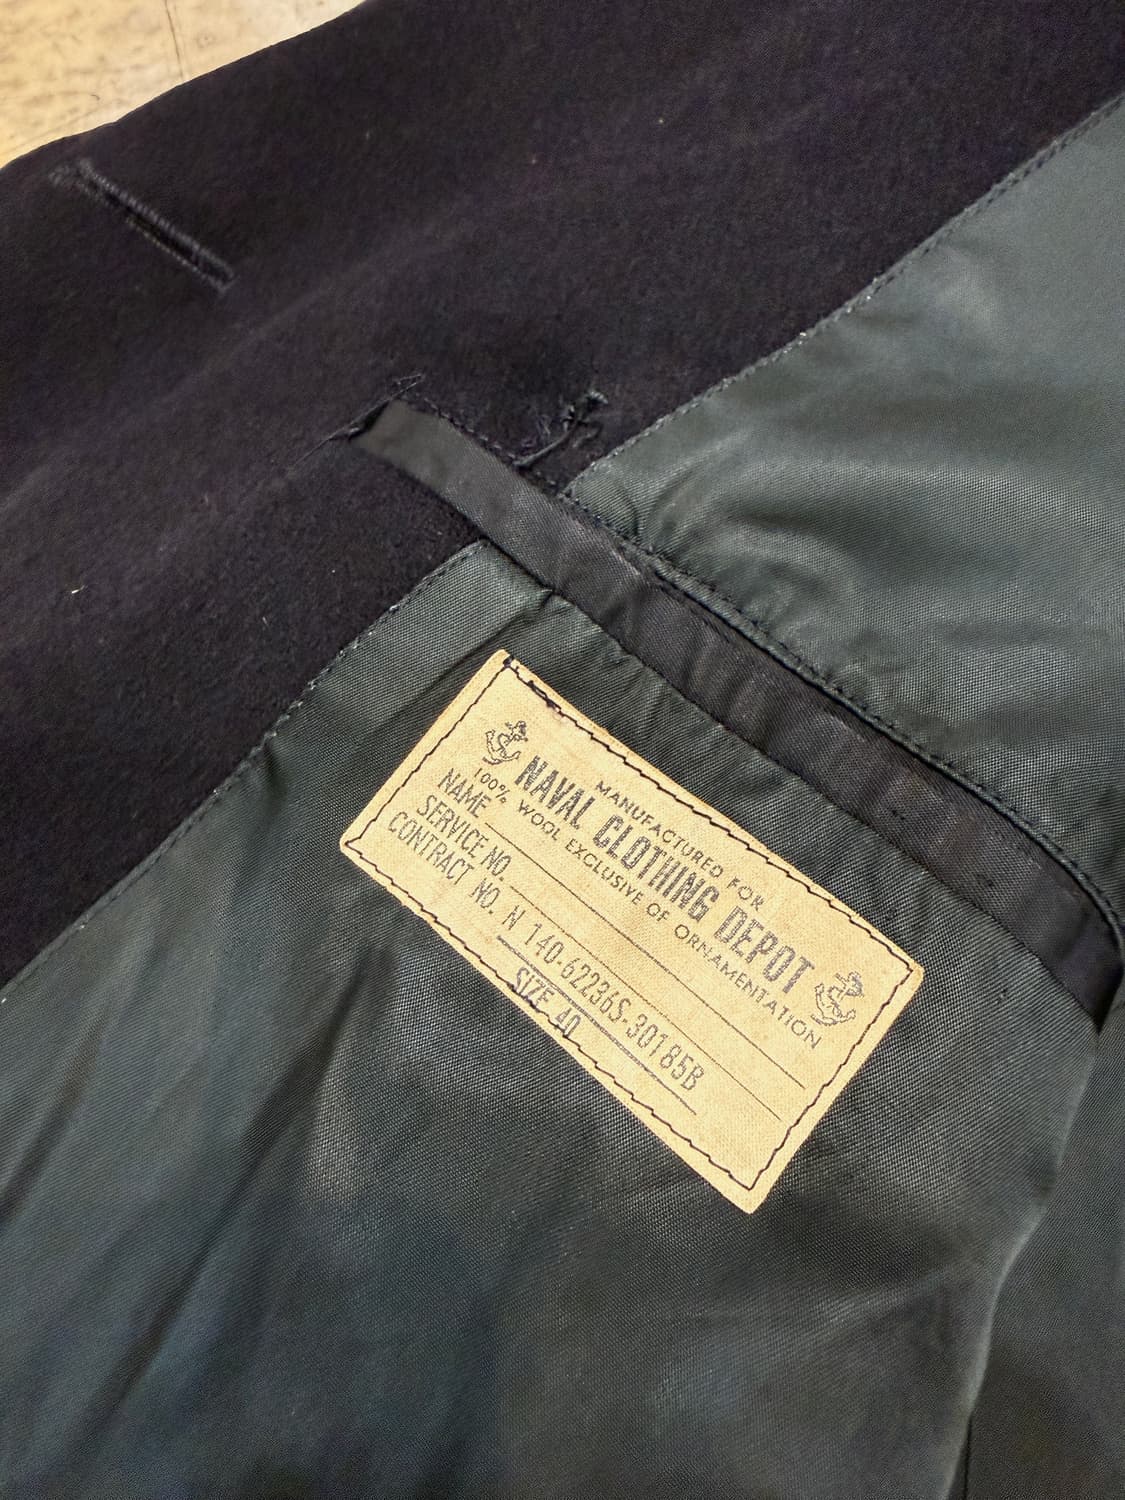 MANUFACTURED FOR
NAVAL CLOTHING DEPOT
100% WOOL EXCLUSIVE OF ORNAMENTATION
NAME
SERVICE NO.
CONTRACT NO. N 140-62236S-30185B
SIZE 40